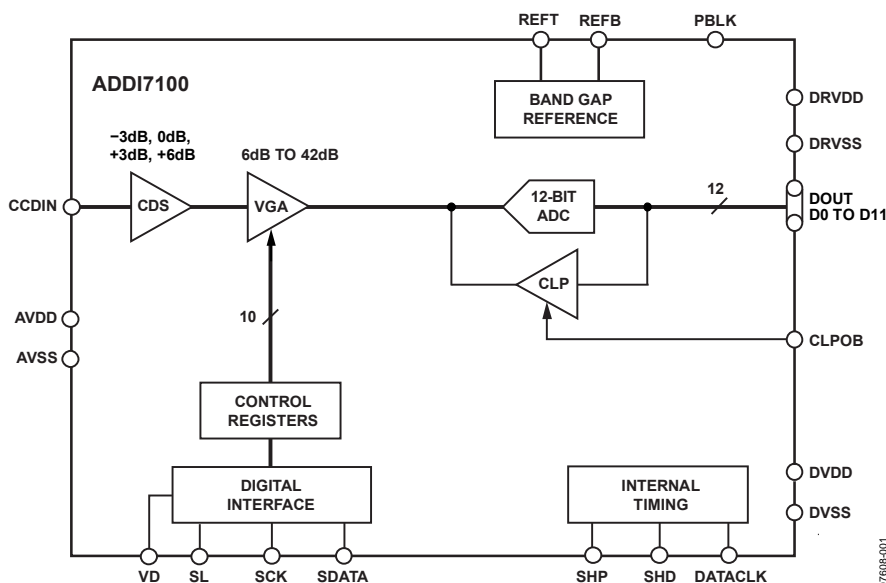 REFT REFB PBLK
ADDI7100
BAND GAP
REFERENCE
DRVDD
DRVSS
−3dB, 0dB,
+3dB, +6dB
6dB TO 42dB
CCDIN
CDS
VGA
12-BIT
ADC
12
DOUT
D0 TO D11
CLP
AVDD
AVSS
10
CLPOB
CONTROL
REGISTERS
DIGITAL
INTERFACE
INTERNAL
TIMING
DVDD
DVSS
VD SL SCK SDATA SHP SHD DATACLK